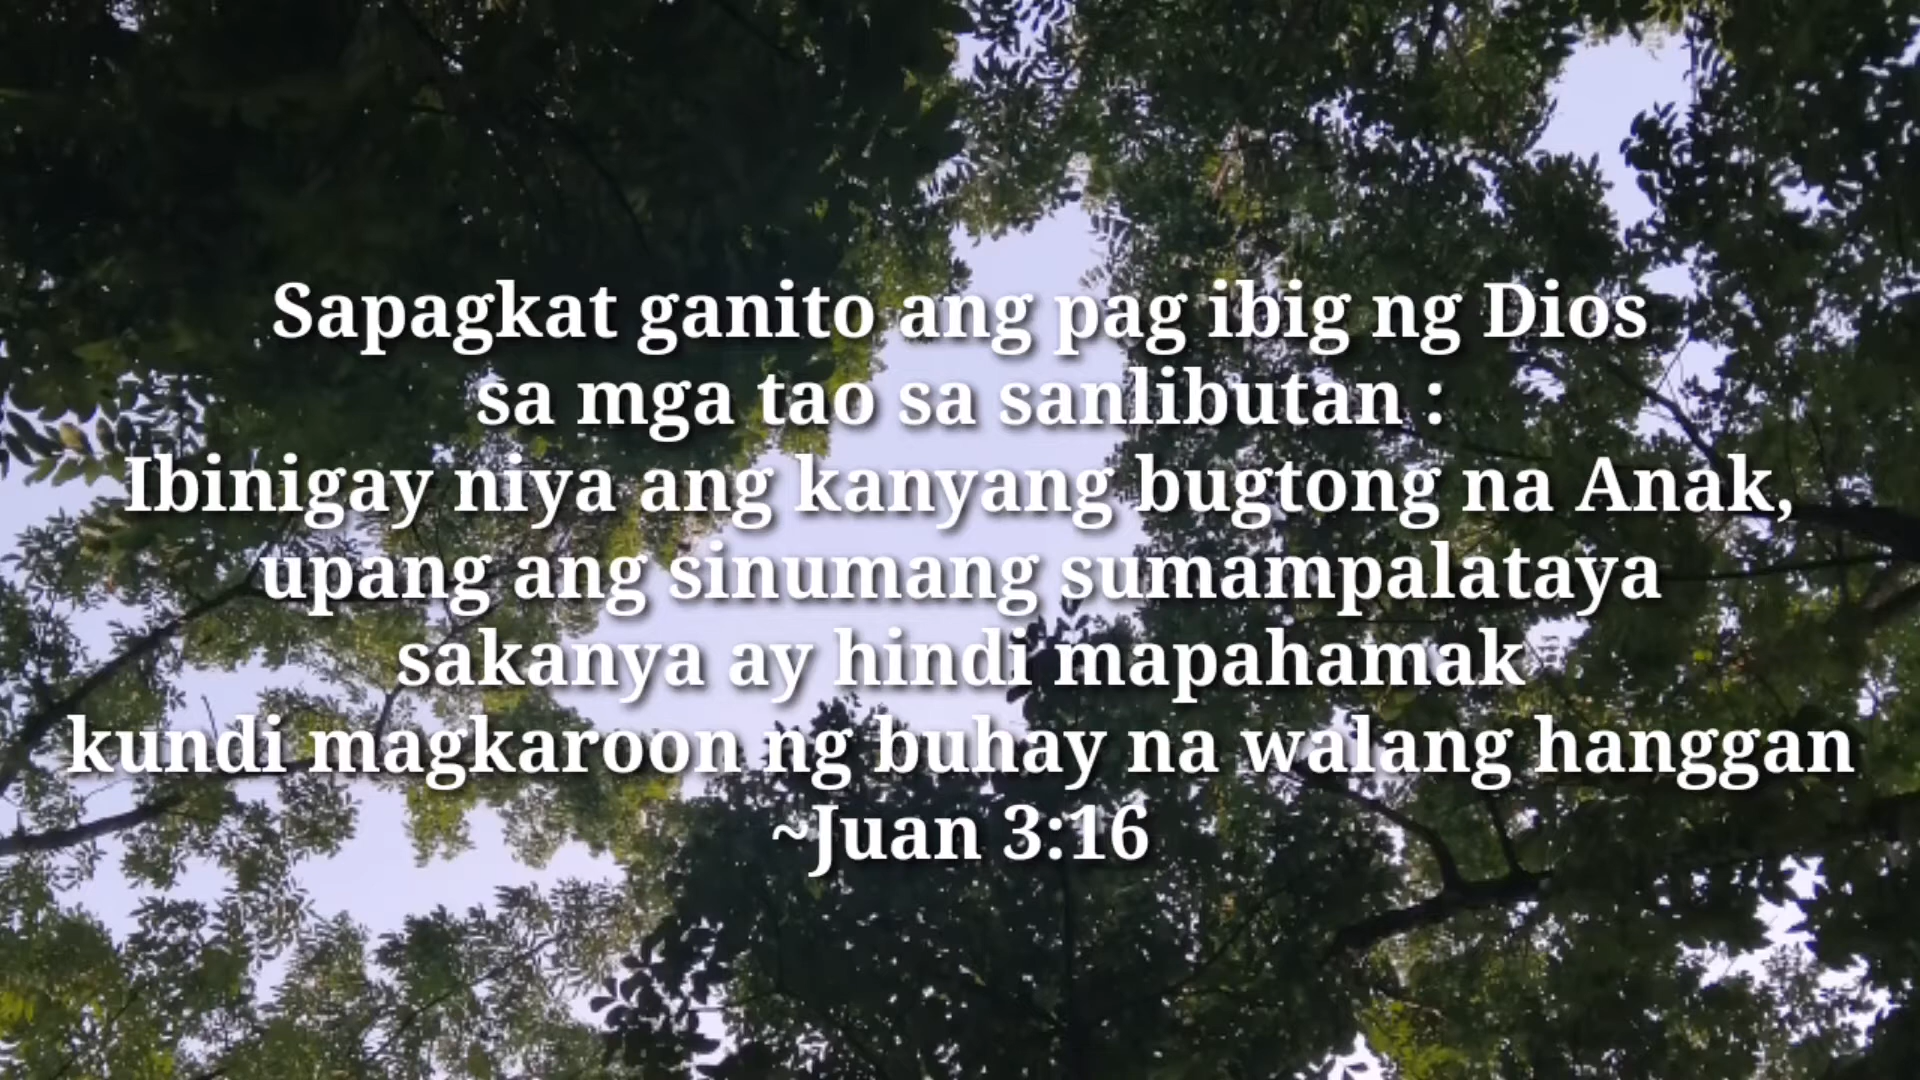 Sapagkat ganito ang pag ibig ng Dios
sa mga tao sa sanlibutan :
Ibinigay niya ang kanyang bugtong na Anak,
upang ang sinumang sumampalataya
sakanya ay hindi mapahamak
kundi magkaroon ng buhay na walang hanggan
~Juan 3:16